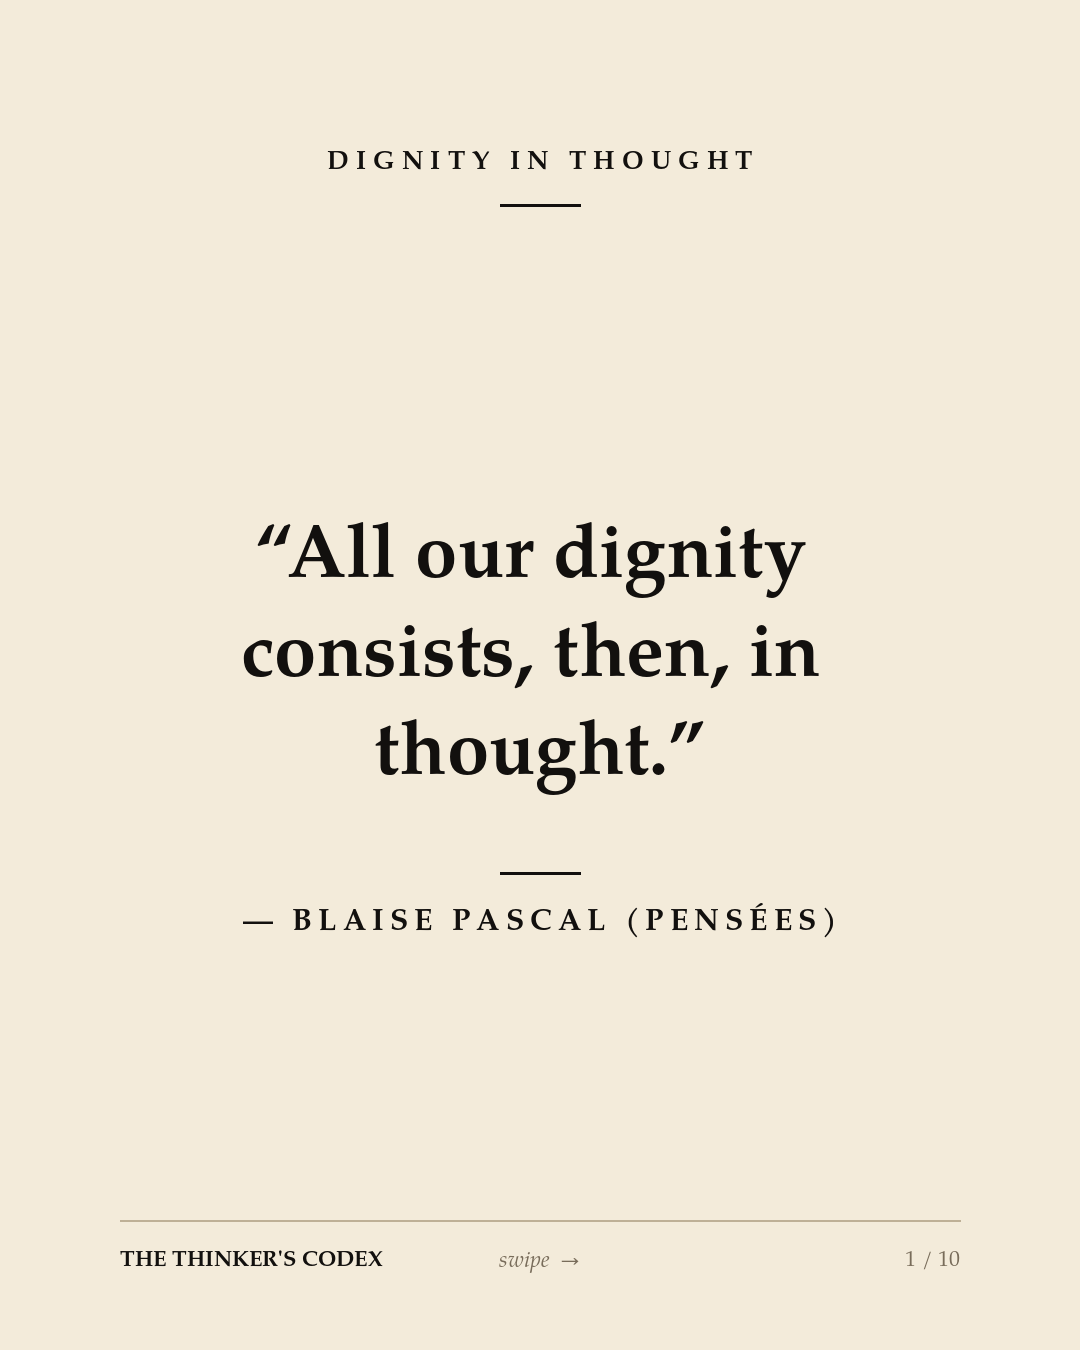 DIGNITY IN THOUGHT
“All our dignity
consists, then, in
thought.”
— BLAISE PASCAL (PENSÉES)
THE THINKER'S CODEX
swipe →
1 / 10